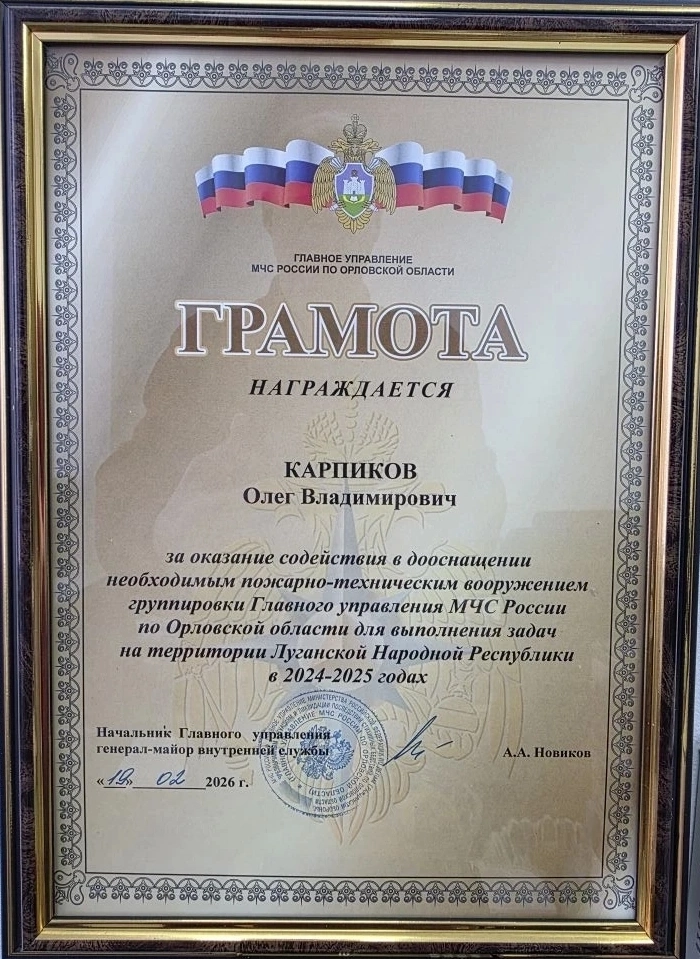 ГЛАВНОЕ УПРАВЛЕНИЕ
МЧС РОССИИ ПО ОРЛОВСКОЙ ОБЛАСТИ
ГРАМОТА
НАГРАЖДАЕТСЯ
КАРПИКОВ
Олег Владимирович
за оказание содействия в дооснащении
необходимым пожарно-техническим вооружением
группировки Главного управления МЧС России
по Орловской области для выполнения задач
на территории Луганской Народной Республики
в 2024-2025 годах
Начальник Главного управления
генерал-майор внутренней службы
А.А. Новиков
«19» 02 2026 г.